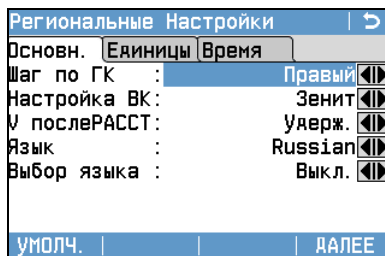 Региональные Настройки
Основн. Единицы Время
Шаг по ГК : Правый
Настройка ВК: Зенит
V послеРАССТ: Удерж.
Язык : Russian
Выбор языка : Выкл.
УМОЛЧ. ДАЛЕЕ